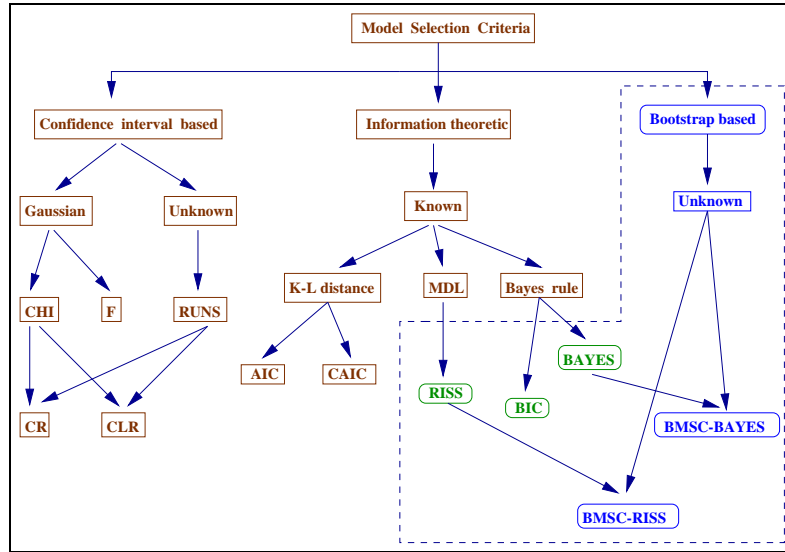 Model Selection Criteria
Confidence interval based
Information theoretic
Bootstrap based
Gaussian
Unknown
Known
Unknown
K-L distance
MDL
Bayes rule
CHI
F
RUNS
AIC
CAIC
BAYES
RISS
BIC
CR
CLR
BMSC-BAYES
BMSC-RISS